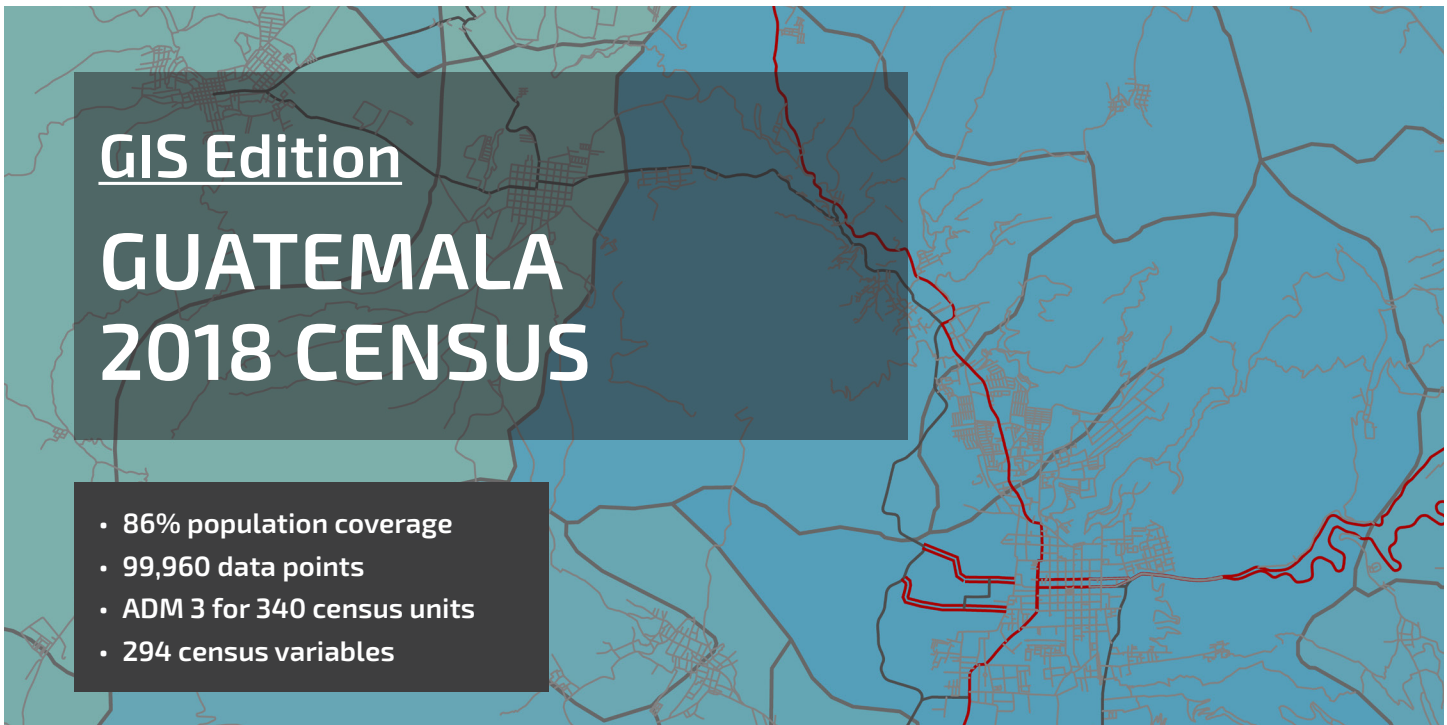 GIS Edition
GUATEMALA
2018 CENSUS
• 86% population coverage
• 99,960 data points
• ADM 3 for 340 census units
• 294 census variables